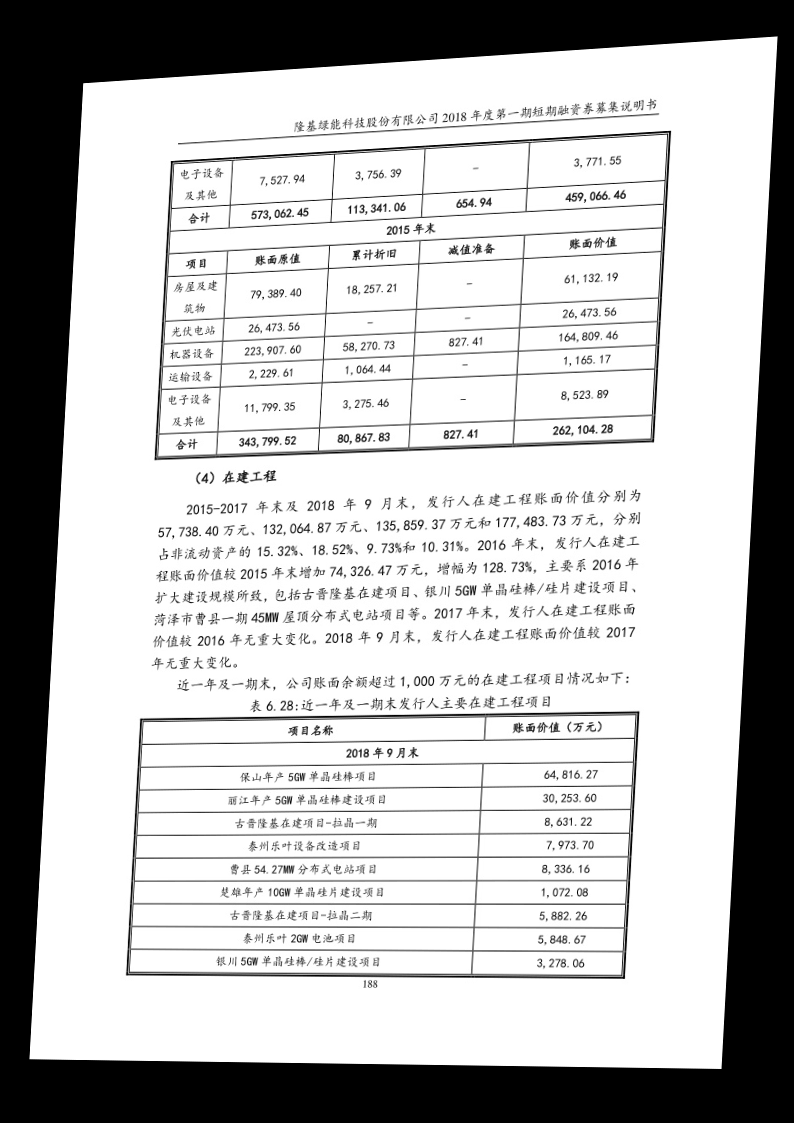 隆基绿能科技股份有限公司 2018 年度第一期短期融资券募集说明书
电子设备及其他 7,527.94 3,756.39 - 3,771.55
合计 573,062.45 113,341.06 654.94 459,066.46
2015 年末
项目 账面原值 累计折旧 减值准备 账面价值
房屋及建筑物 79,389.40 18,257.21 - 61,132.19
光伏电站 26,473.56 - - 26,473.56
机器设备 223,907.60 58,270.73 827.41 164,809.46
运输设备 2,229.61 1,064.44 - 1,165.17
电子设备及其他 11,799.35 3,275.46 - 8,523.89
合计 343,799.52 80,867.83 827.41 262,104.28
（4）在建工程
2015-2017 年末及 2018 年 9 月末，发行人在建工程账面价值分别为
57,738.40 万元、132,064.87 万元、135,859.37 万元和 177,483.73 万元，分别
占非流动资产的 15.32%、18.52%、9.73%和 10.31%。2016 年末，发行人在建工
程账面价值较 2015 年末增加 74,326.47 万元，增幅为 128.73%，主要系 2016 年
扩大建设规模所致，包括古晋隆基在建项目、银川 5GW 单晶硅棒/硅片建设项目、
菏泽市曹县一期 45MW 屋顶分布式电站项目等。2017 年末，发行人在建工程账面
价值较 2016 年无重大变化。2018 年 9 月末，发行人在建工程账面价值较 2017
年无重大变化。
近一年及一期末，公司账面余额超过 1,000 万元的在建工程项目情况如下：
表 6.28:近一年及一期末发行人主要在建工程项目
项目名称 账面价值（万元）
2018 年 9 月末
保山年产 5GW 单晶硅棒项目 64,816.27
丽江年产 5GW 单晶硅棒建设项目 30,253.60
古晋隆基在建项目-拉晶一期 8,631.22
泰州乐叶设备改造项目 7,973.70
曹县 54.27MW 分布式电站项目 8,336.16
楚雄年产 10GW 单晶硅片建设项目 1,072.08
古晋隆基在建项目-拉晶二期 5,882.26
泰州乐叶 2GW 电池项目 5,848.67
银川 5GW 单晶硅棒/硅片建设项目 3,278.06
188